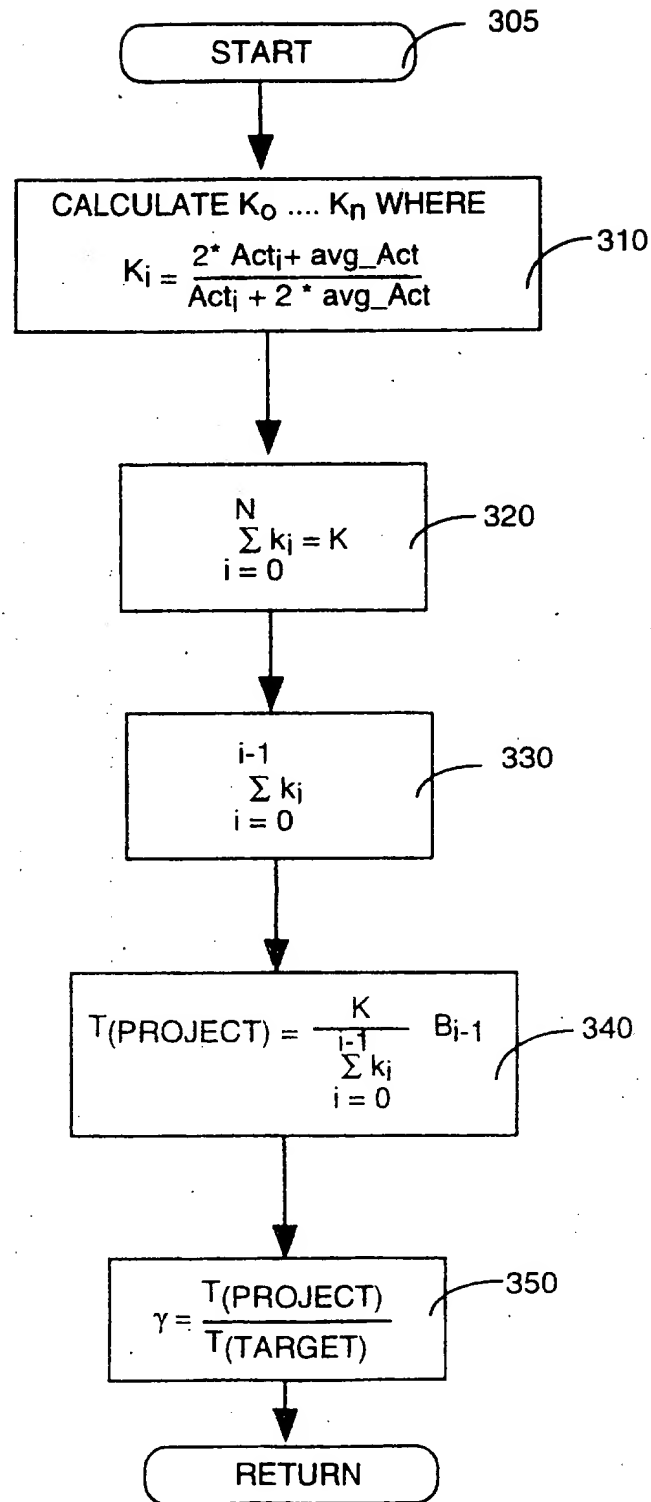 START
305
CALCULATE K₀ .... Kₙ WHERE
Kᵢ = 2* Actᵢ+ avg_Act
Actᵢ + 2 * avg_Act
310
N
Σ kᵢ = K
i = 0
320
i-1
Σ kᵢ
i = 0
330
T(PROJECT) = K Bᵢ₋₁
i-1
Σ kᵢ
i = 0
340
γ = T(PROJECT)
T(TARGET)
350
RETURN